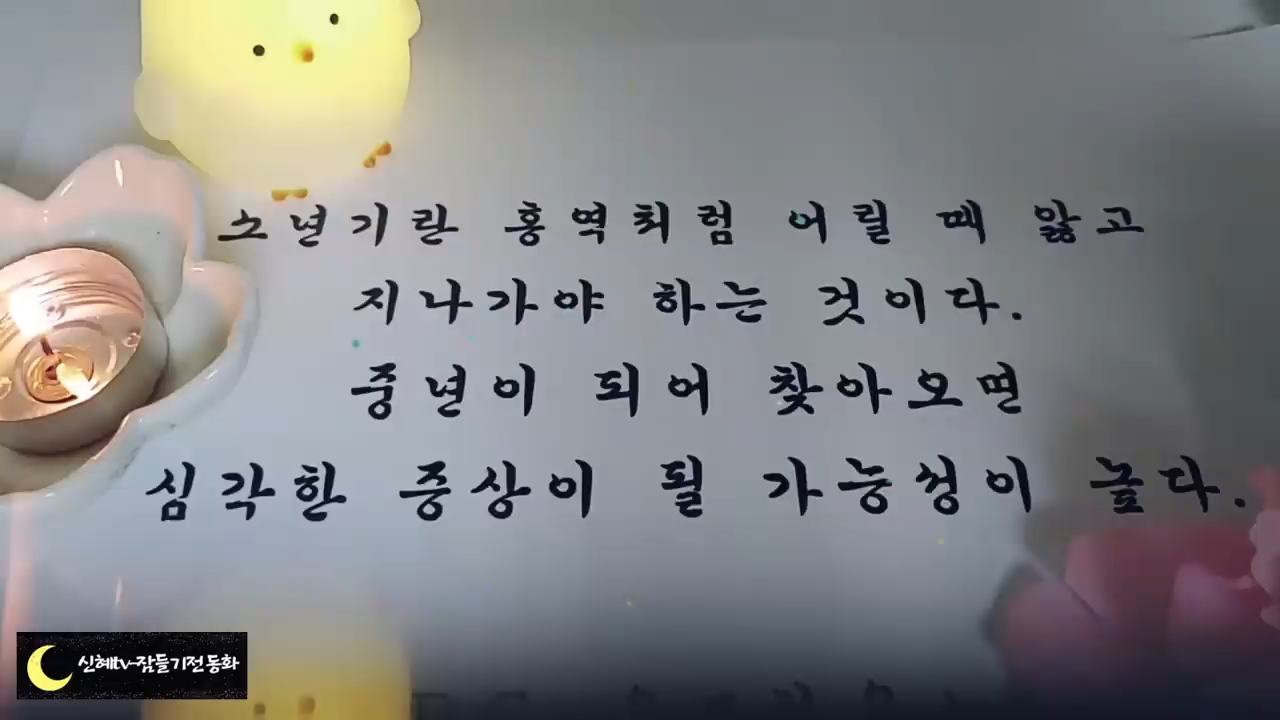 소년기란 홍역처럼 어릴 때 앓고
지나가야 하는 것이다.
중년이 되어 찾아오면
심각한 증상이 될 가능성이 높다.
신혜tv-잠들기전 동화